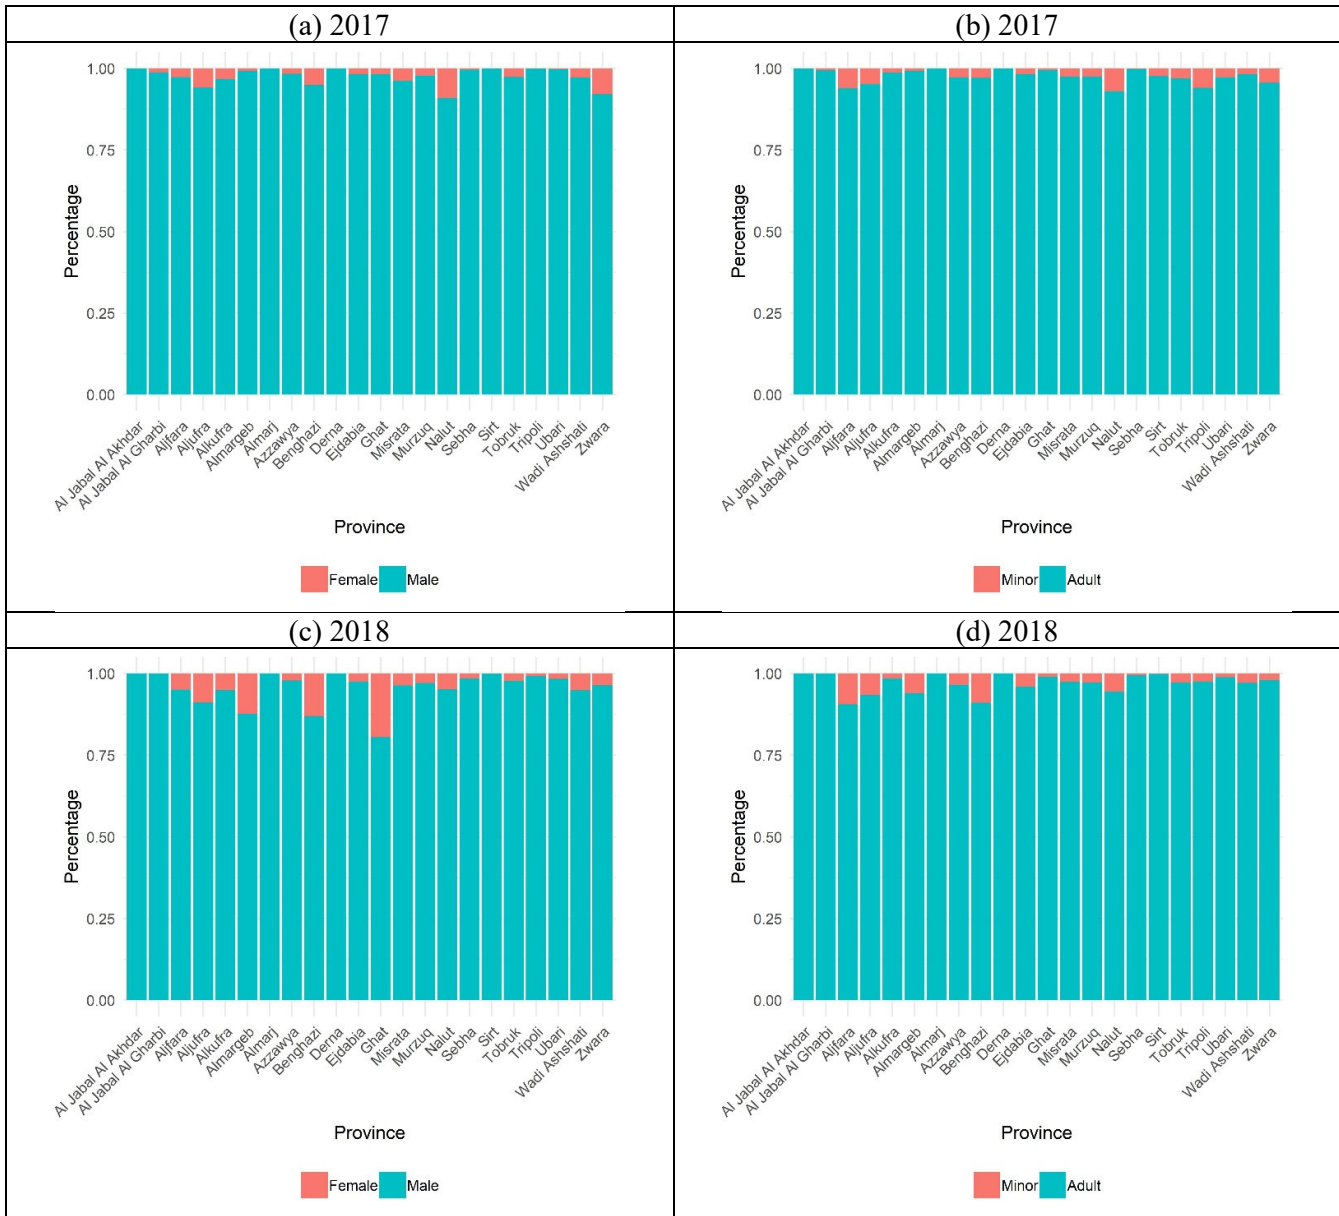 (a) 2017
1.00
0.75
0.50
0.25
0.00
Percentage
Al Jabal Al Akhdar
Al Jabal Al Gharbi
Aljfara
Aljufra
Alkufra
Almargeb
Almarj
Azzawya
Benghazi
Derna
Ejdabia
Ghat
Misrata
Murzuq
Nalut
Sebha
Sirt
Tobruk
Tripoli
Ubari
Wadi Ashshati
Zwara
Province
Female Male
(b) 2017
1.00
0.75
0.50
0.25
0.00
Percentage
Al Jabal Al Akhdar
Al Jabal Al Gharbi
Aljfara
Aljufra
Alkufra
Almargeb
Almarj
Azzawya
Benghazi
Derna
Ejdabia
Ghat
Misrata
Murzuq
Nalut
Sebha
Sirt
Tobruk
Tripoli
Ubari
Wadi Ashshati
Zwara
Province
Minor Adult
(c) 2018
1.00
0.75
0.50
0.25
0.00
Percentage
Al Jabal Al Akhdar
Al Jabal Al Gharbi
Aljfara
Aljufra
Alkufra
Almargeb
Almarj
Azzawya
Benghazi
Derna
Ejdabia
Ghat
Misrata
Murzuq
Nalut
Sebha
Sirt
Tobruk
Tripoli
Ubari
Wadi Ashshati
Zwara
Province
Female Male
(d) 2018
1.00
0.75
0.50
0.25
0.00
Percentage
Al Jabal Al Akhdar
Al Jabal Al Gharbi
Aljfara
Aljufra
Alkufra
Almargeb
Almarj
Azzawya
Benghazi
Derna
Ejdabia
Ghat
Misrata
Murzuq
Nalut
Sebha
Sirt
Tobruk
Tripoli
Ubari
Wadi Ashshati
Zwara
Province
Minor Adult